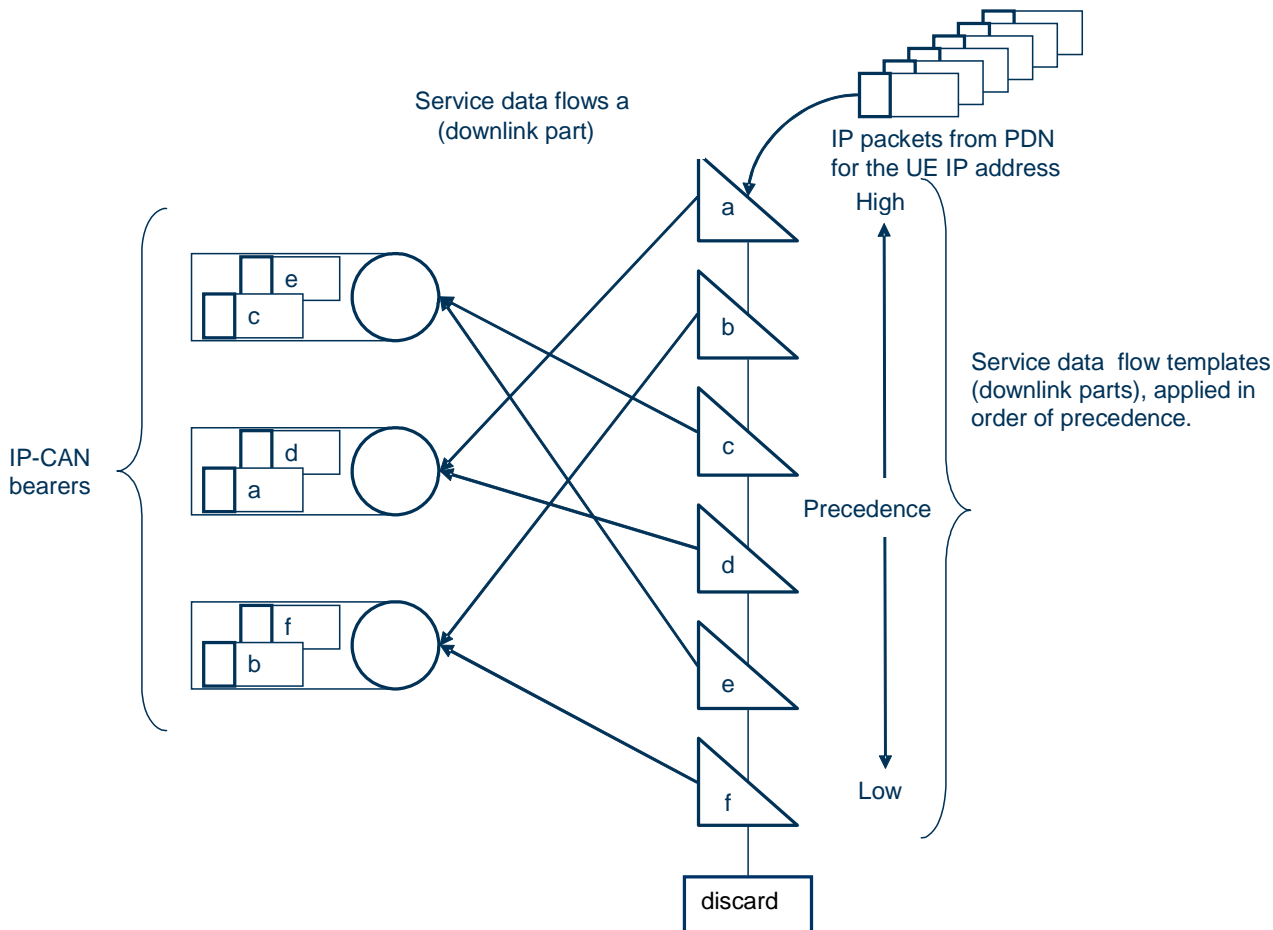 Service data flows a
(downlink part)
IP packets from PDN
for the UE IP address
High
a
e
c
b
Service data  flow templates
(downlink parts), applied in
order of precedence.
c
d
a
IP-CAN
bearers
Precedence
d
f
b
e
Low
f
discard